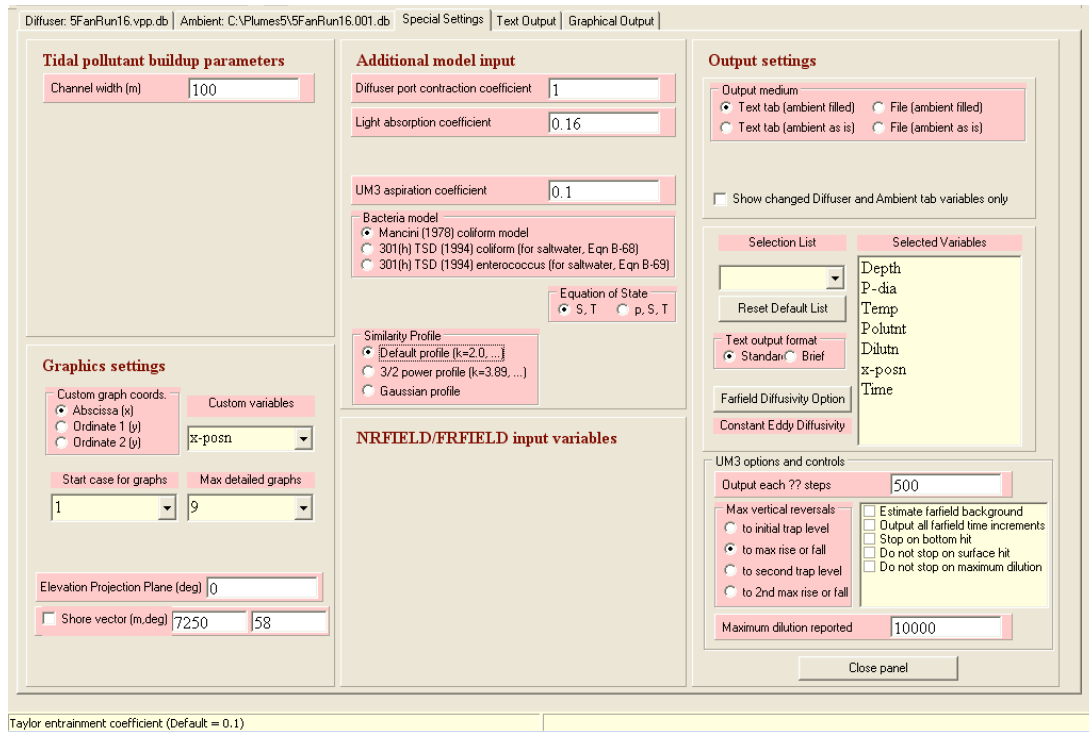 Diffuser: 5FanRun16.vpp.db
Ambient: C:\Plumes5\5FanRun16.001.db
Special Settings
Text Output
Graphical Output
Tidal pollutant buildup parameters
Channel width (m)
100
Graphics settings
Custom graph coords.
Abscissa (x)
Ordinate 1 (y)
Ordinate 2 (y)
Custom variables
x-posn
Start case for graphs
1
Max detailed graphs
9
Elevation Projection Plane (deg)
0
Shore vector (m,deg)
7250
58
Additional model input
Diffuser port contraction coefficient
1
Light absorption coefficient
0.16
UM3 aspiration coefficient
0.1
Bacteria model
Mancini (1978) coliform model
301(h) TSD (1994) coliform (for saltwater, Eqn B-68)
301(h) TSD (1994) enterococcus (for saltwater, Eqn B-69)
Equation of State
S, T
p, S, T
Similarity Profile
Default profile (k=2.0, ...)
3/2 power profile (k=3.89, ...)
Gaussian profile
NRFIELD/FRFIELD input variables
Output settings
Output medium
Text tab (ambient filled)
File (ambient filled)
Text tab (ambient as is)
File (ambient as is)
Show changed Diffuser and Ambient tab variables only
Selection List
Reset Default List
Text output format
Standarc
Brief
Farfield Diffusivity Option
Constant Eddy Diffusivity
Selected Variables
Depth
P-dia
Temp
Polutnt
Dilutn
x-posn
Time
UM3 options and controls
Output each ?? steps
500
Max vertical reversals
to initial trap level
to max rise or fall
to second trap level
to 2nd max rise or fall
Estimate farfield background
Output all farfield time increments
Stop on bottom hit
Do not stop on surface hit
Do not stop on maximum dilution
Maximum dilution reported
10000
Close panel
Taylor entrainment coefficient (Default = 0.1)